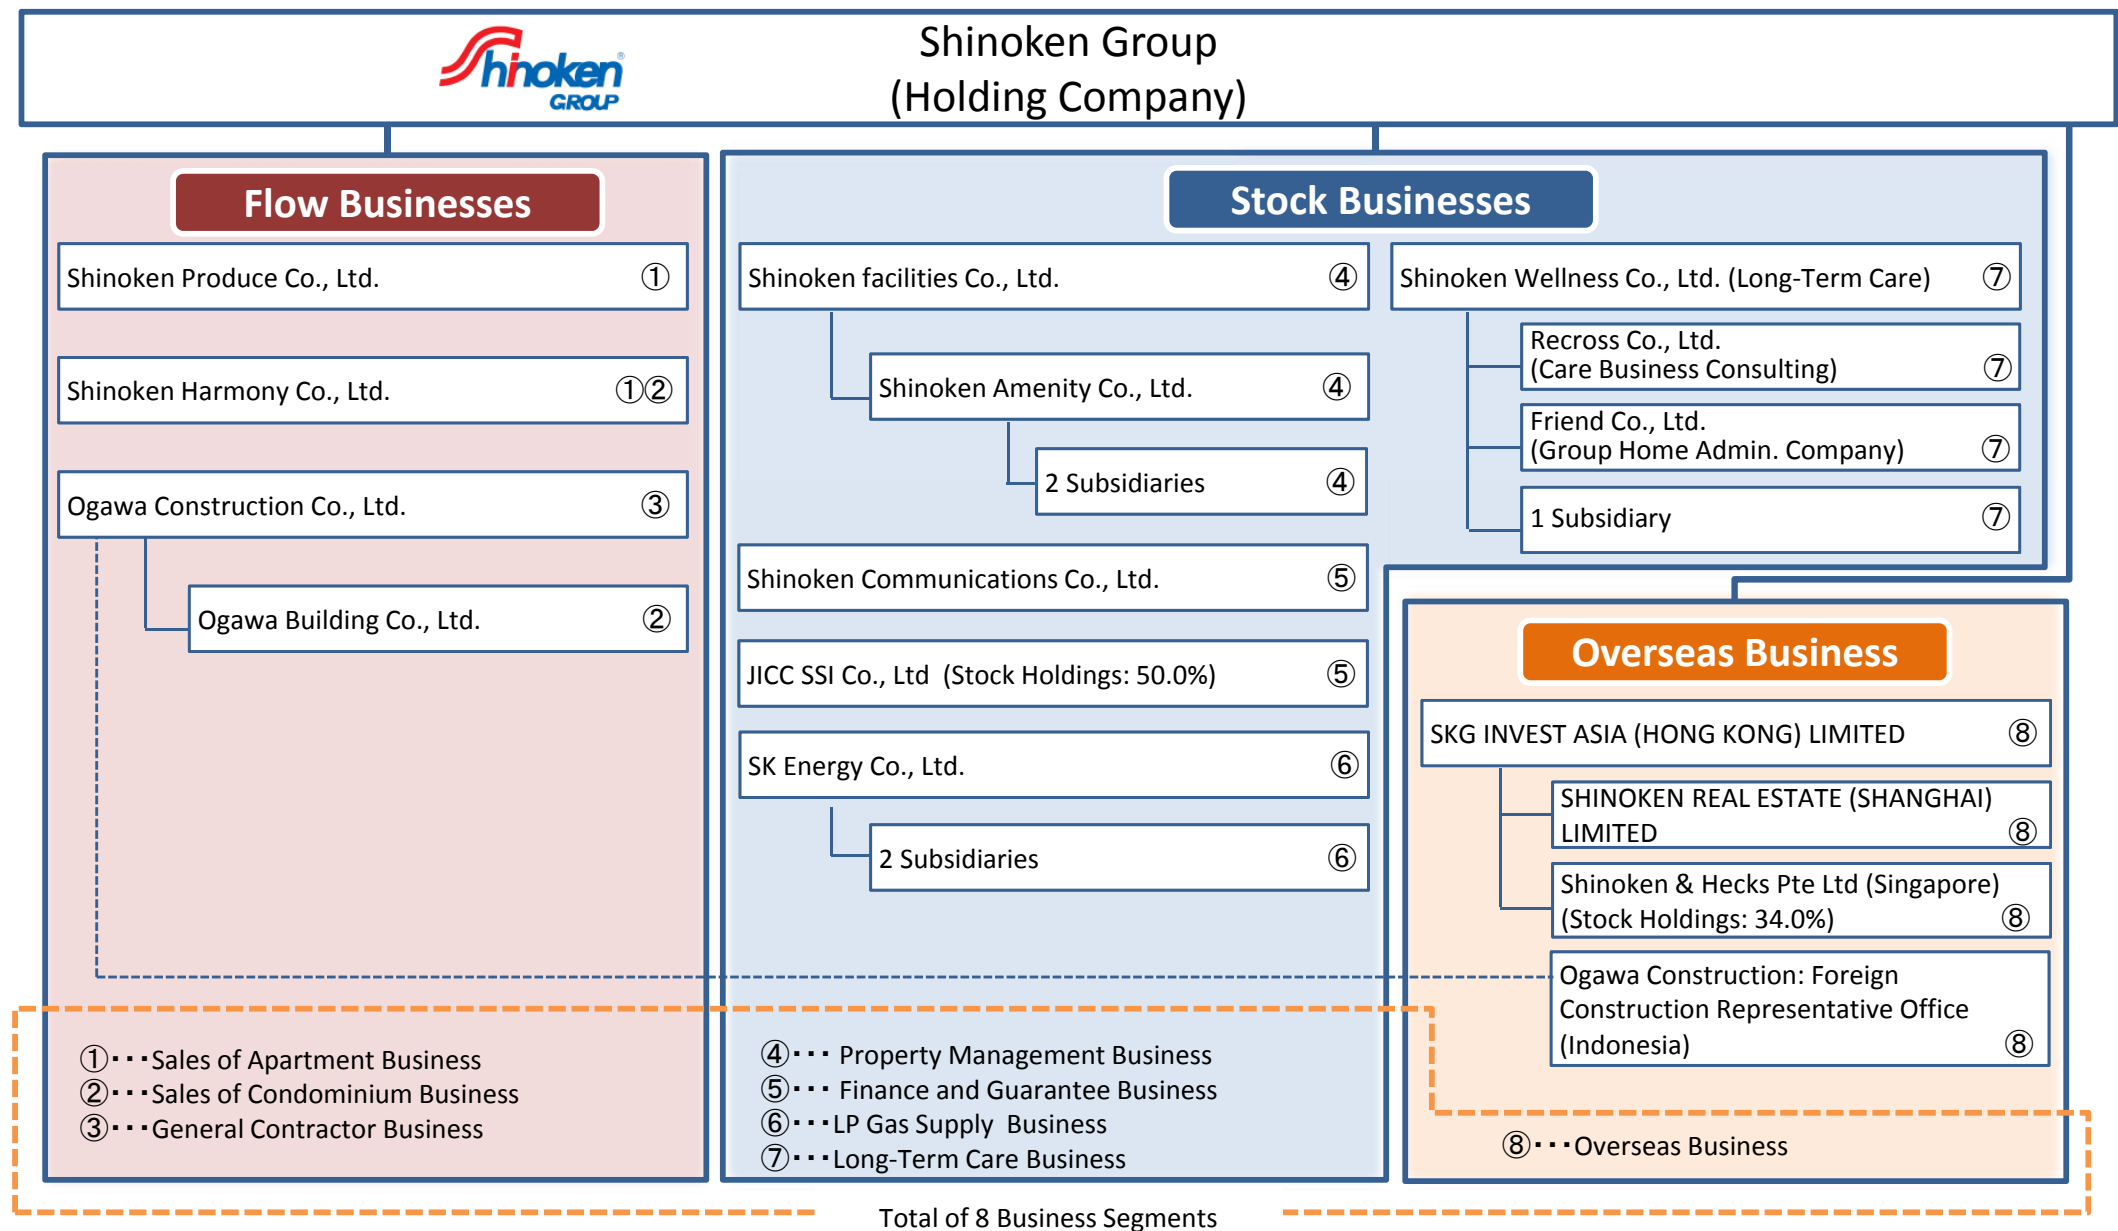 Shinoken
GROUP
Shinoken Group
(Holding Company)
Flow Businesses
Shinoken Produce Co., Ltd. ①
Shinoken Harmony Co., Ltd. ①②
Ogawa Construction Co., Ltd. ③
Ogawa Building Co., Ltd. ②
Stock Businesses
Shinoken facilities Co., Ltd. ④
Shinoken Amenity Co., Ltd. ④
2 Subsidiaries ④
Shinoken Communications Co., Ltd. ⑤
JICC SSI Co., Ltd (Stock Holdings: 50.0%) ⑤
SK Energy Co., Ltd. ⑥
2 Subsidiaries ⑥
Shinoken Wellness Co., Ltd. (Long-Term Care) ⑦
Recross Co., Ltd.
(Care Business Consulting) ⑦
Friend Co., Ltd.
(Group Home Admin. Company) ⑦
1 Subsidiary ⑦
Overseas Business
SKG INVEST ASIA (HONG KONG) LIMITED ⑧
SHINOKEN REAL ESTATE (SHANGHAI)
LIMITED ⑧
Shinoken & Hecks Pte Ltd (Singapore)
(Stock Holdings: 34.0%) ⑧
Ogawa Construction: Foreign
Construction Representative Office
(Indonesia) ⑧
①・・・Sales of Apartment Business
②・・・Sales of Condominium Business
③・・・General Contractor Business
④・・・ Property Management Business
⑤・・・ Finance and Guarantee Business
⑥・・・LP Gas Supply Business
⑦・・・Long-Term Care Business
⑧・・・Overseas Business
Total of 8 Business Segments